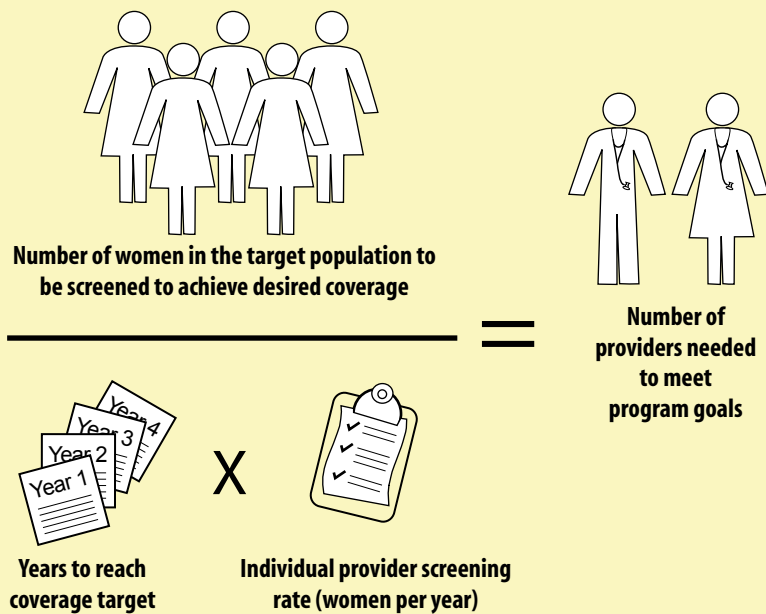 Number of women in the target population to
be screened to achieve desired coverage
=
Number of
providers needed
to meet
program goals
Year 1
Year 2
Year 3
Year 4
X
Years to reach
coverage target
Individual provider screening
rate (women per year)